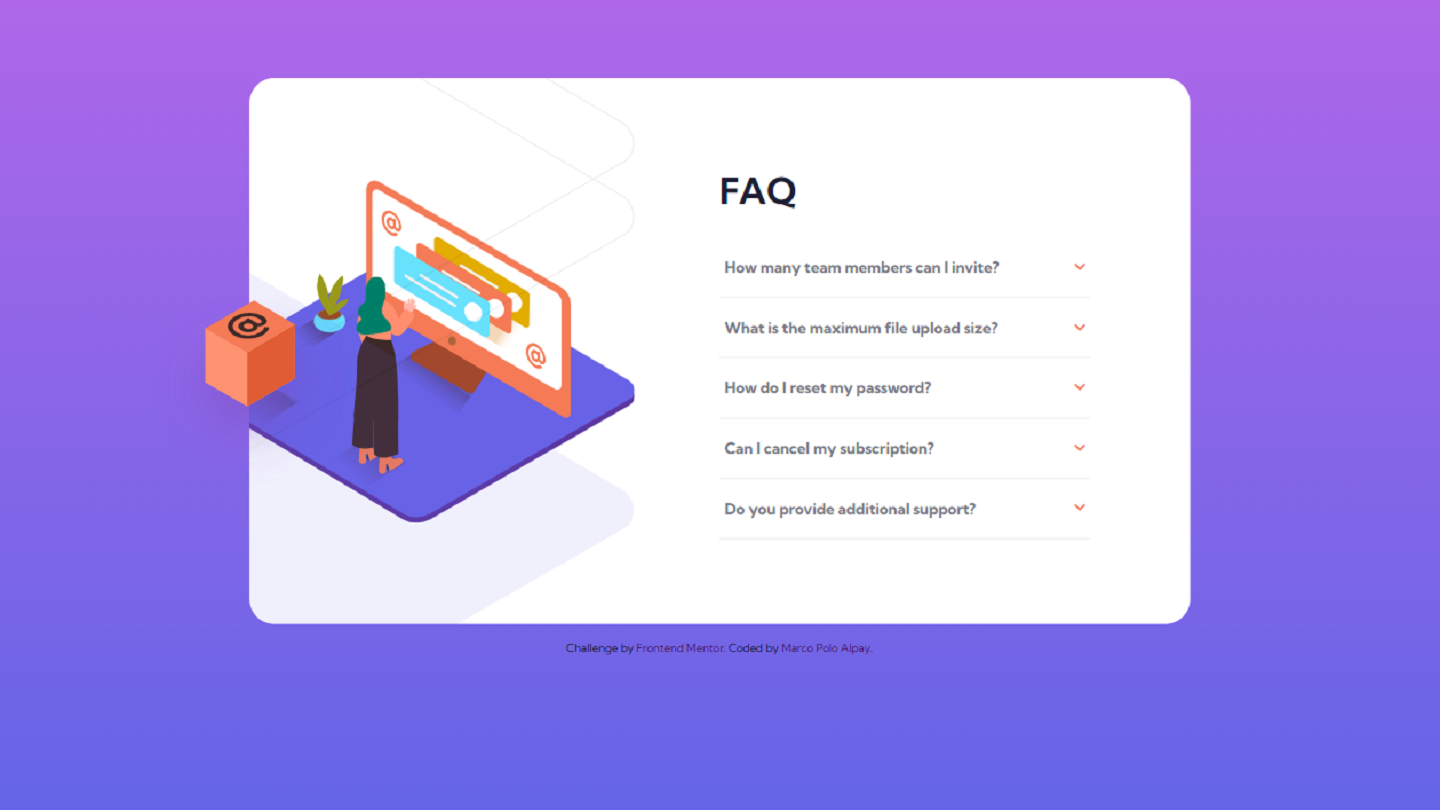 FAQ
How many team members can I invite?
What is the maximum file upload size?
How do I reset my password?
Can I cancel my subscription?
Do you provide additional support?
@
@
@
Challenge by Frontend Mentor. Coded by Marco Polo Alpay.